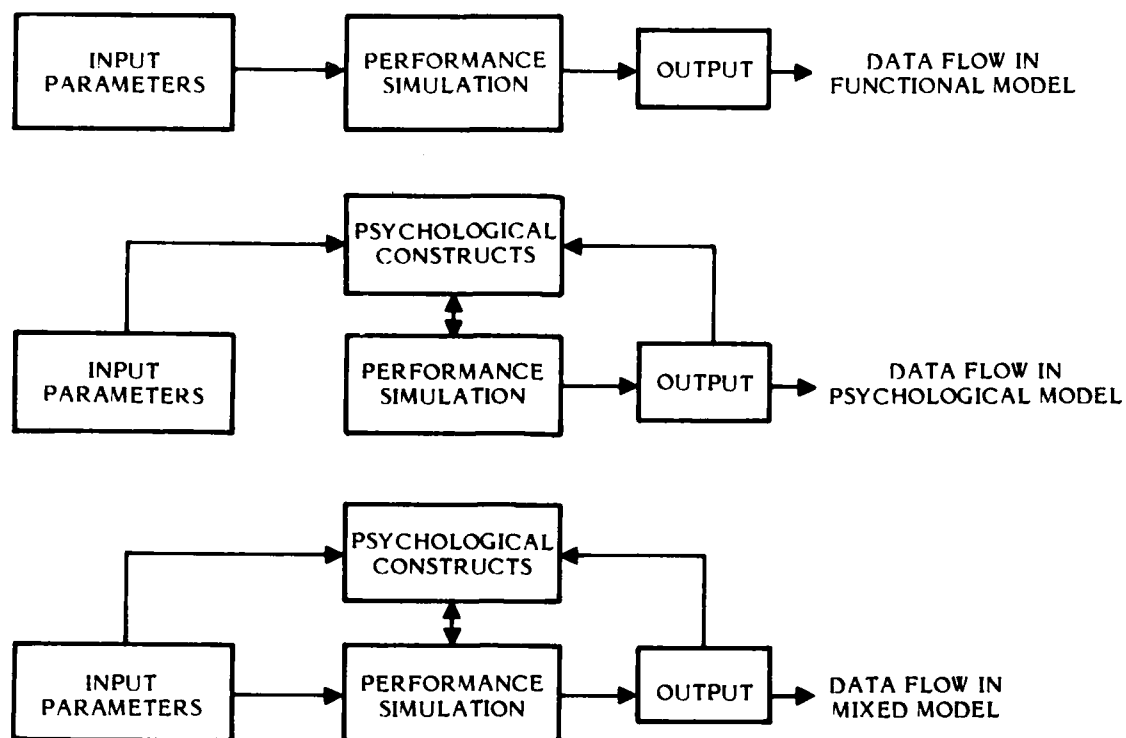 INPUT
PARAMETERS
PERFORMANCE
SIMULATION
OUTPUT
DATA FLOW IN
FUNCTIONAL MODEL
PSYCHOLOGICAL
CONSTRUCTS
INPUT
PARAMETERS
PERFORMANCE
SIMULATION
OUTPUT
DATA FLOW IN
PSYCHOLOGICAL MODEL
PSYCHOLOGICAL
CONSTRUCTS
INPUT
PARAMETERS
PERFORMANCE
SIMULATION
OUTPUT
DATA FLOW IN
MIXED MODEL